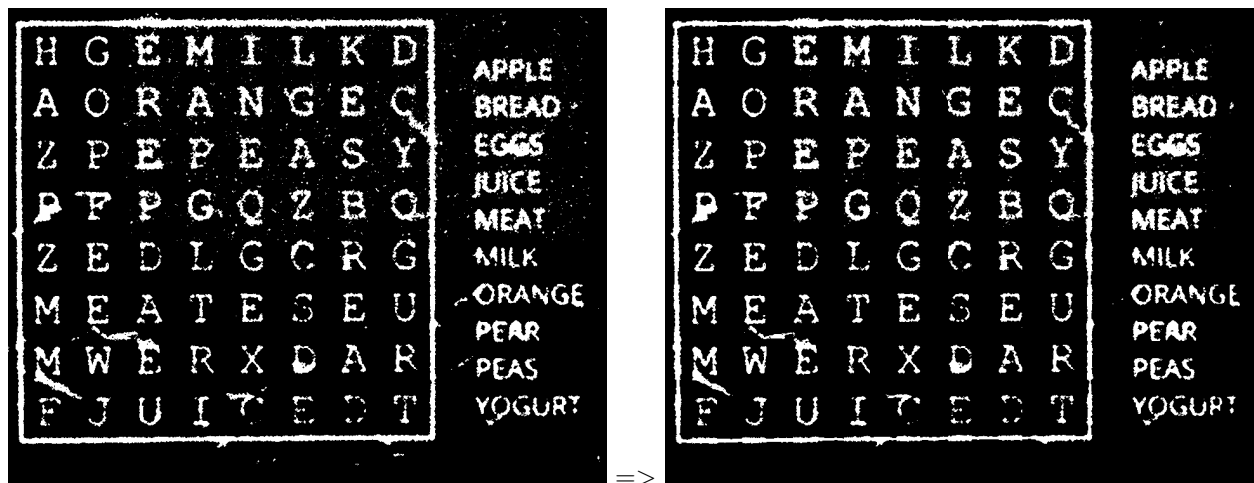 H G E M I L K D
A O R A N G E C
Z P E P E A S Y
P F P G Q Z B Q
Z E D L G C R G
M E A T E S E U
M W E R X D A R
F J U I C E D T
APPLE
BREAD
EGGS
JUICE
MEAT
MILK
ORANGE
PEAR
PEAS
YOGURT
=>
H G E M I L K D
A O R A N G E C
Z P E P E A S Y
P F P G Q Z B Q
Z E D L G C R G
M E A T E S E U
M W E R X D A R
F J U I C E D T
APPLE
BREAD
EGGS
JUICE
MEAT
MILK
ORANGE
PEAR
PEAS
YOGURT